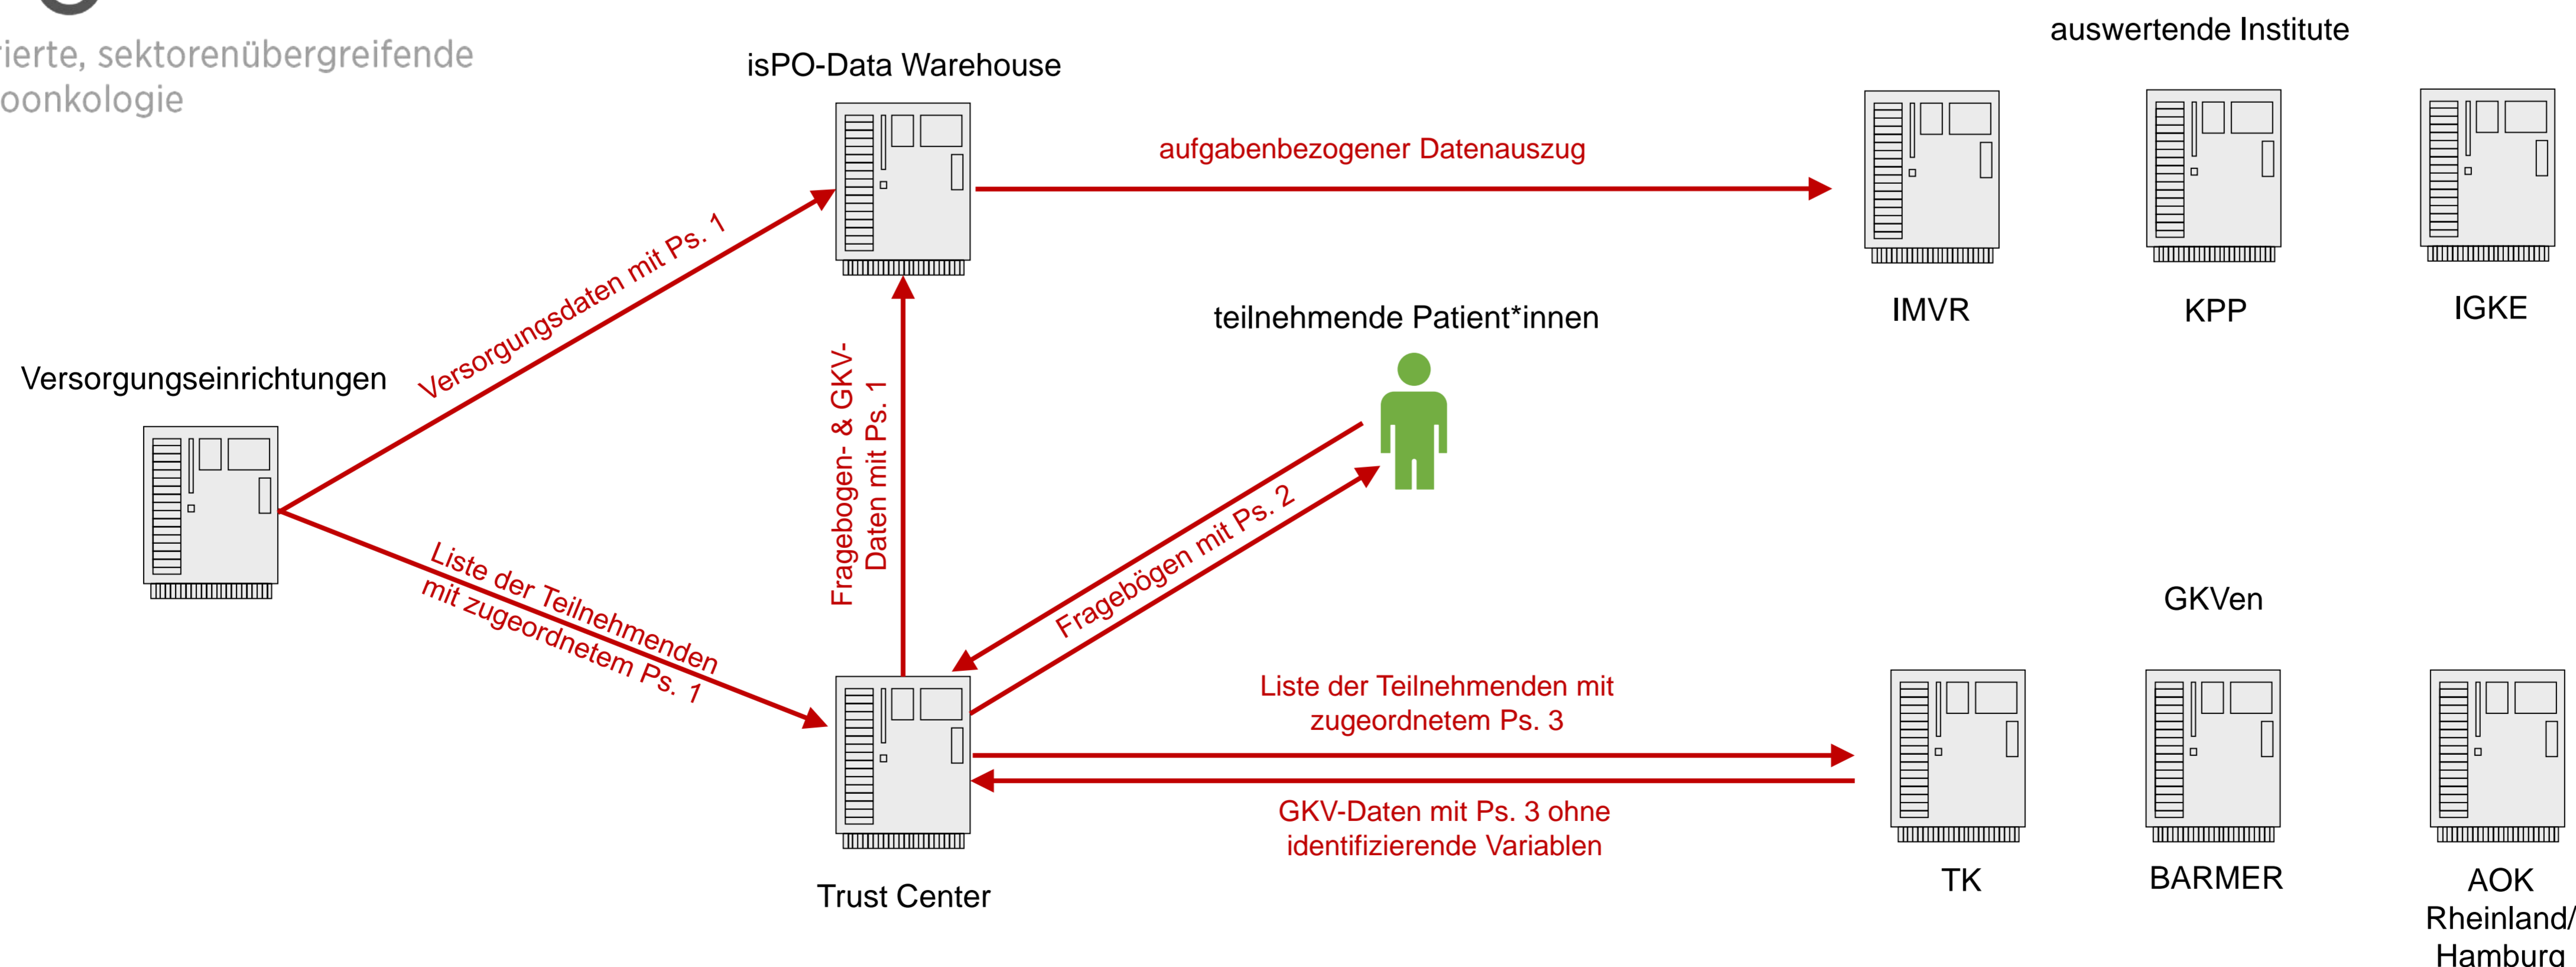 rierte, sektorenübergreifende
oonkologie
isPO-Data Warehouse
auswertende Institute
aufgabenbezogener Datenauszug
Versorgungsdaten mit Ps. 1
IMVR
KPP
IGKE
teilnehmende Patient*innen
Versorgungseinrichtungen
Fragebogen- & GKV-
Daten mit Ps. 1
Fragebögen mit Ps. 2
Liste der Teilnehmenden
mit zugeordnetem Ps. 1
GKVen
Liste der Teilnehmenden mit
zugeordnetem Ps. 3
GKV-Daten mit Ps. 3 ohne
identifizierende Variablen
Trust Center
TK
BARMER
AOK
Rheinland/
Hamburg